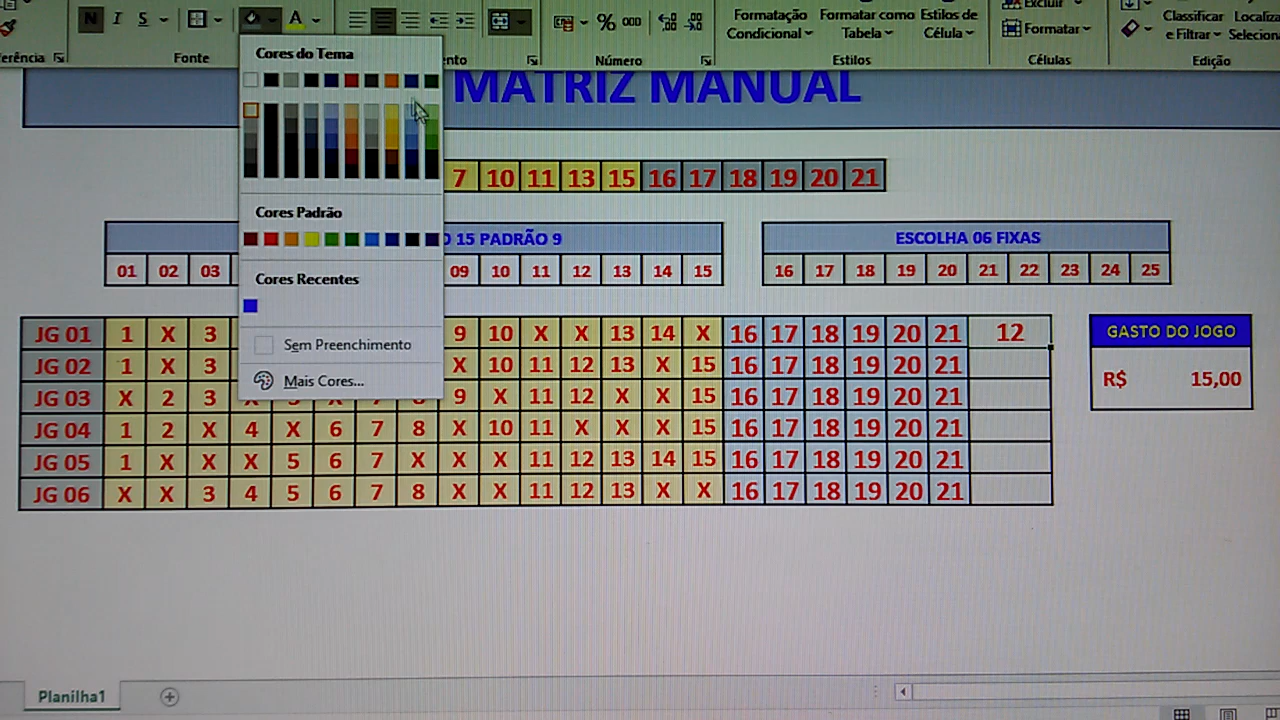 N I S A % 000 Formatação Formatar como Estilos de Excluir Classificar Localizar
Condicional Tabela Célula Formatar e Filtrar Selecion
erência Fonte nto Número Estilos Células Edição
MATRIZ MANUAL
Cores do Tema
7 10 11 13 15 16 17 18 19 20 21
Cores Padrão
O 15 PADRÃO 9 ESCOLHA 06 FIXAS
01 02 03 09 10 11 12 13 14 15 16 17 18 19 20 21 22 23 24 25
Cores Recentes
Sem Preenchimento
Mais Cores...
JG 01 1 X 3 9 10 X X 13 14 X 16 17 18 19 20 21 12
JG 02 1 X 3 X 10 11 12 13 X 15 16 17 18 19 20 21
JG 03 X 2 3 9 X 11 12 X X 15 16 17 18 19 20 21
JG 04 1 2 X 4 X 6 7 8 X 10 11 X X X 15 16 17 18 19 20 21
JG 05 1 X X X 5 6 7 X X X 11 12 13 14 15 16 17 18 19 20 21
JG 06 X X 3 4 5 6 7 8 X X 11 12 13 X X 16 17 18 19 20 21
GASTO DO JOGO
R$ 15,00
Planilha1